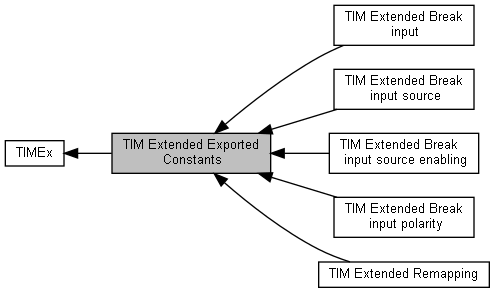 TIM Extended Break
input
TIM Extended Break
input source
TIMEx
TIM Extended Exported
Constants
TIM Extended Break
input source enabling
TIM Extended Break
input polarity
TIM Extended Remapping